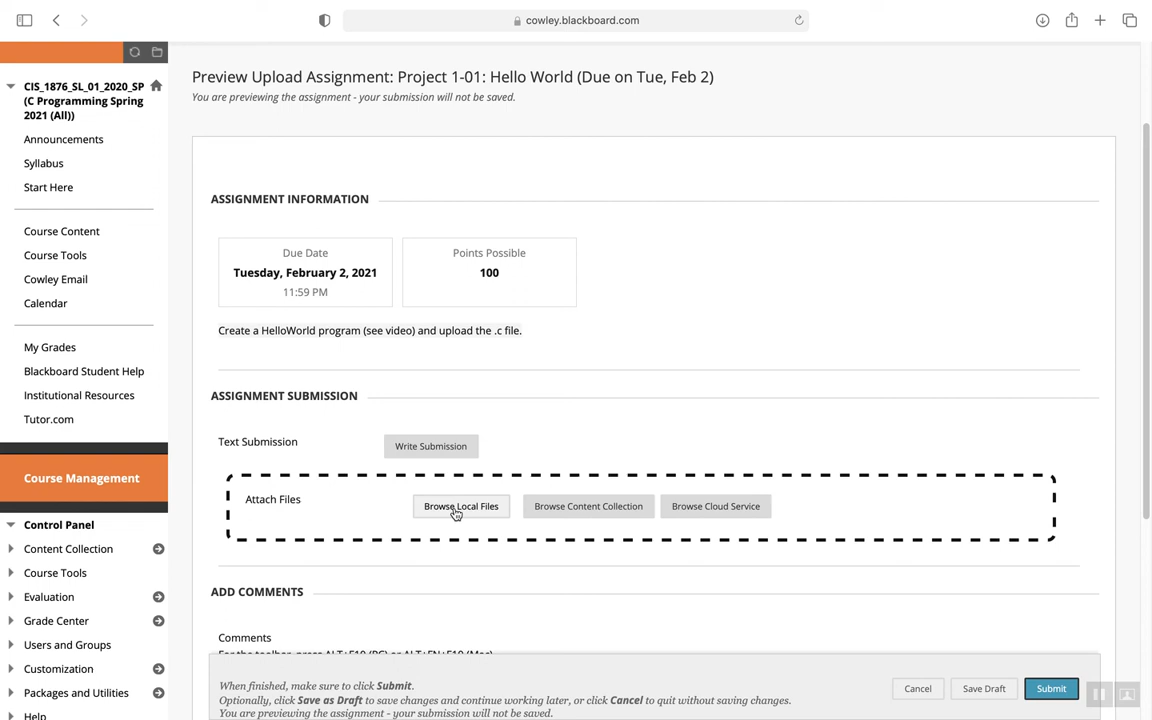 cowley.blackboard.com
CIS_1876_SL_01_2020_SP
(C Programming Spring
2021 (All))
Announcements
Syllabus
Start Here
Course Content
Course Tools
Cowley Email
Calendar
My Grades
Blackboard Student Help
Institutional Resources
Tutor.com
Course Management
Control Panel
Content Collection
Course Tools
Evaluation
Grade Center
Users and Groups
Customization
Packages and Utilities
Help
Preview Upload Assignment: Project 1-01: Hello World (Due on Tue, Feb 2)
You are previewing the assignment - your submission will not be saved.
ASSIGNMENT INFORMATION
Due Date
Tuesday, February 2, 2021
11:59 PM
Points Possible
100
Create a HelloWorld program (see video) and upload the .c file.
ASSIGNMENT SUBMISSION
Text Submission
Write Submission
Attach Files
Browse Local Files
Browse Content Collection
Browse Cloud Service
ADD COMMENTS
Comments
For the toolbar, press ALT+F10 (PC) or ALT+FN+F10 (Mac).
When finished, make sure to click Submit.
Optionally, click Save as Draft to save changes and continue working later, or click Cancel to quit without saving changes.
You are previewing the assignment - your submission will not be saved.
Cancel
Save Draft
Submit